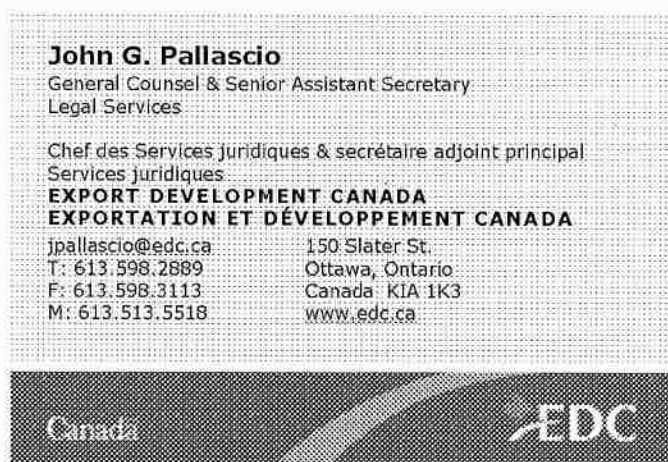 John G. Pallascio
General Counsel & Senior Assistant Secretary
Legal Services
Chef des Services juridiques & secrétaire adjoint principal
Services juridiques
EXPORT DEVELOPMENT CANADA
EXPORTATION ET DÉVELOPPEMENT CANADA
jpallascio@edc.ca
T: 613.598.2889
F: 613.598.3113
M: 613.513.5518
150 Slater St.
Ottawa, Ontario
Canada KIA 1K3
www.edc.ca
Canada
EDC